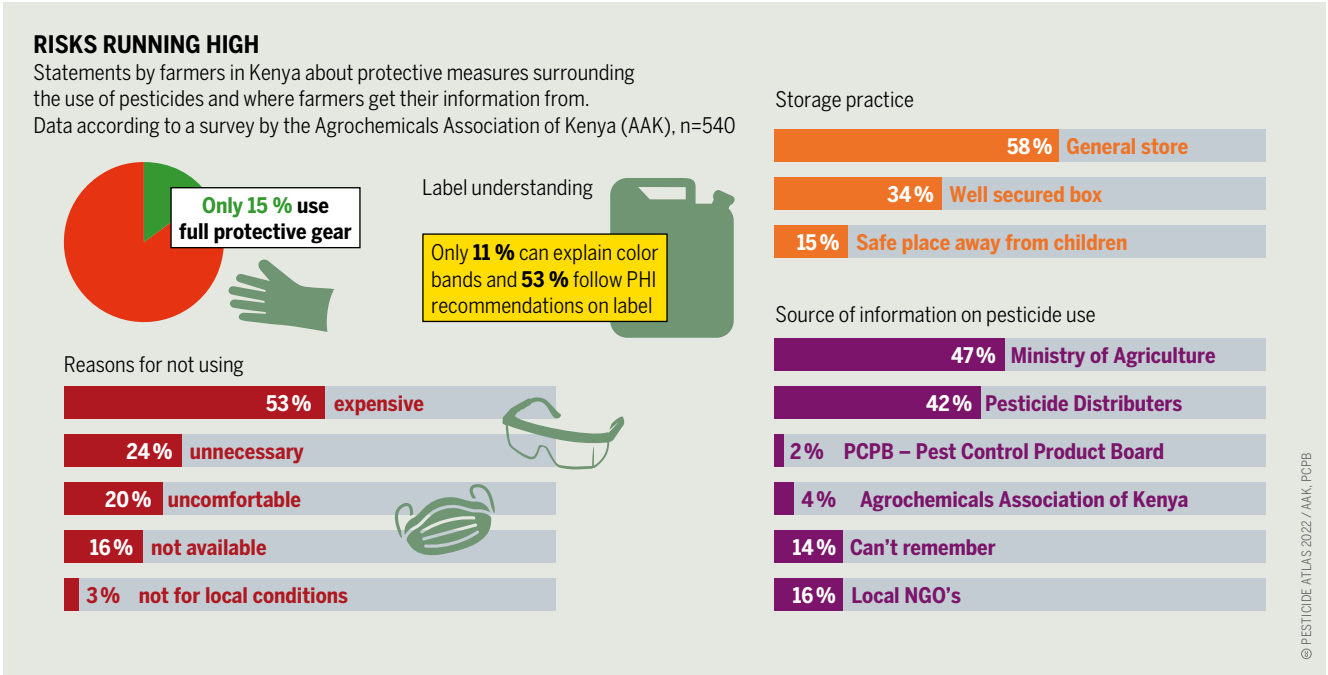 RISKS RUNNING HIGH
Statements by farmers in Kenya about protective measures surrounding
the use of pesticides and where farmers get their information from.
Data according to a survey by the Agrochemicals Association of Kenya (AAK), n=540
Only 15 % use
full protective gear
Label understanding
Only 11 % can explain color
bands and 53 % follow PHI
recommendations on label
Reasons for not using
53 % expensive
24 % unnecessary
20 % uncomfortable
16 % not available
3 % not for local conditions
Storage practice
58 % General store
34 % Well secured box
15 % Safe place away from children
Source of information on pesticide use
47 % Ministry of Agriculture
42 % Pesticide Distributers
2 % PCPB – Pest Control Product Board
4 % Agrochemicals Association of Kenya
14 % Can't remember
16 % Local NGO's
PESTICIDE ATLAS 2022 / AAK, PCPB